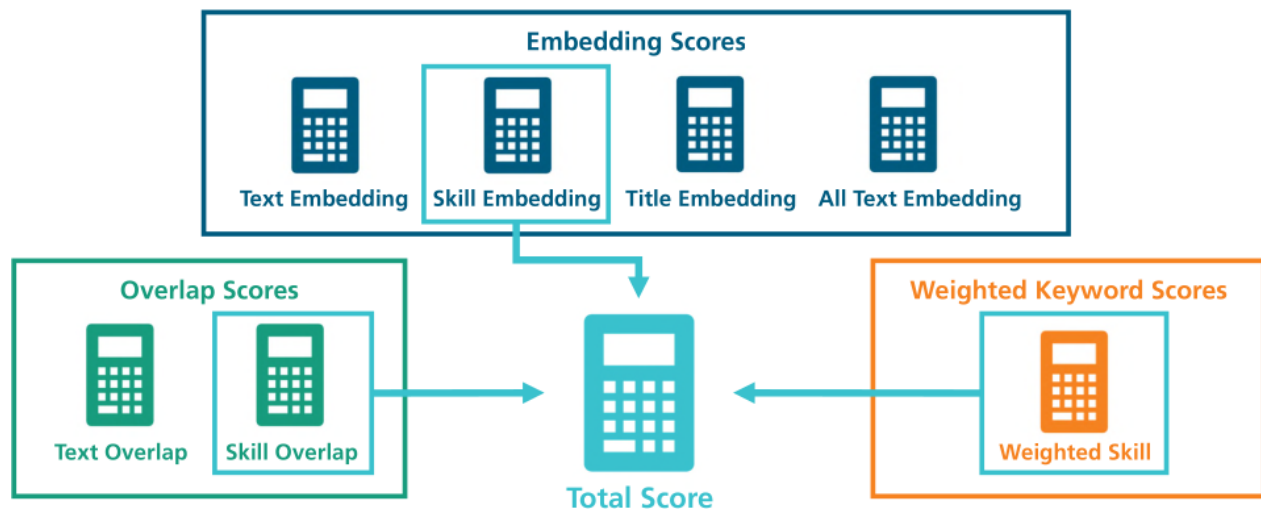 Embedding Scores
Text Embedding
Skill Embedding
Title Embedding
All Text Embedding
Overlap Scores
Text Overlap
Skill Overlap
Weighted Keyword Scores
Weighted Skill
Total Score